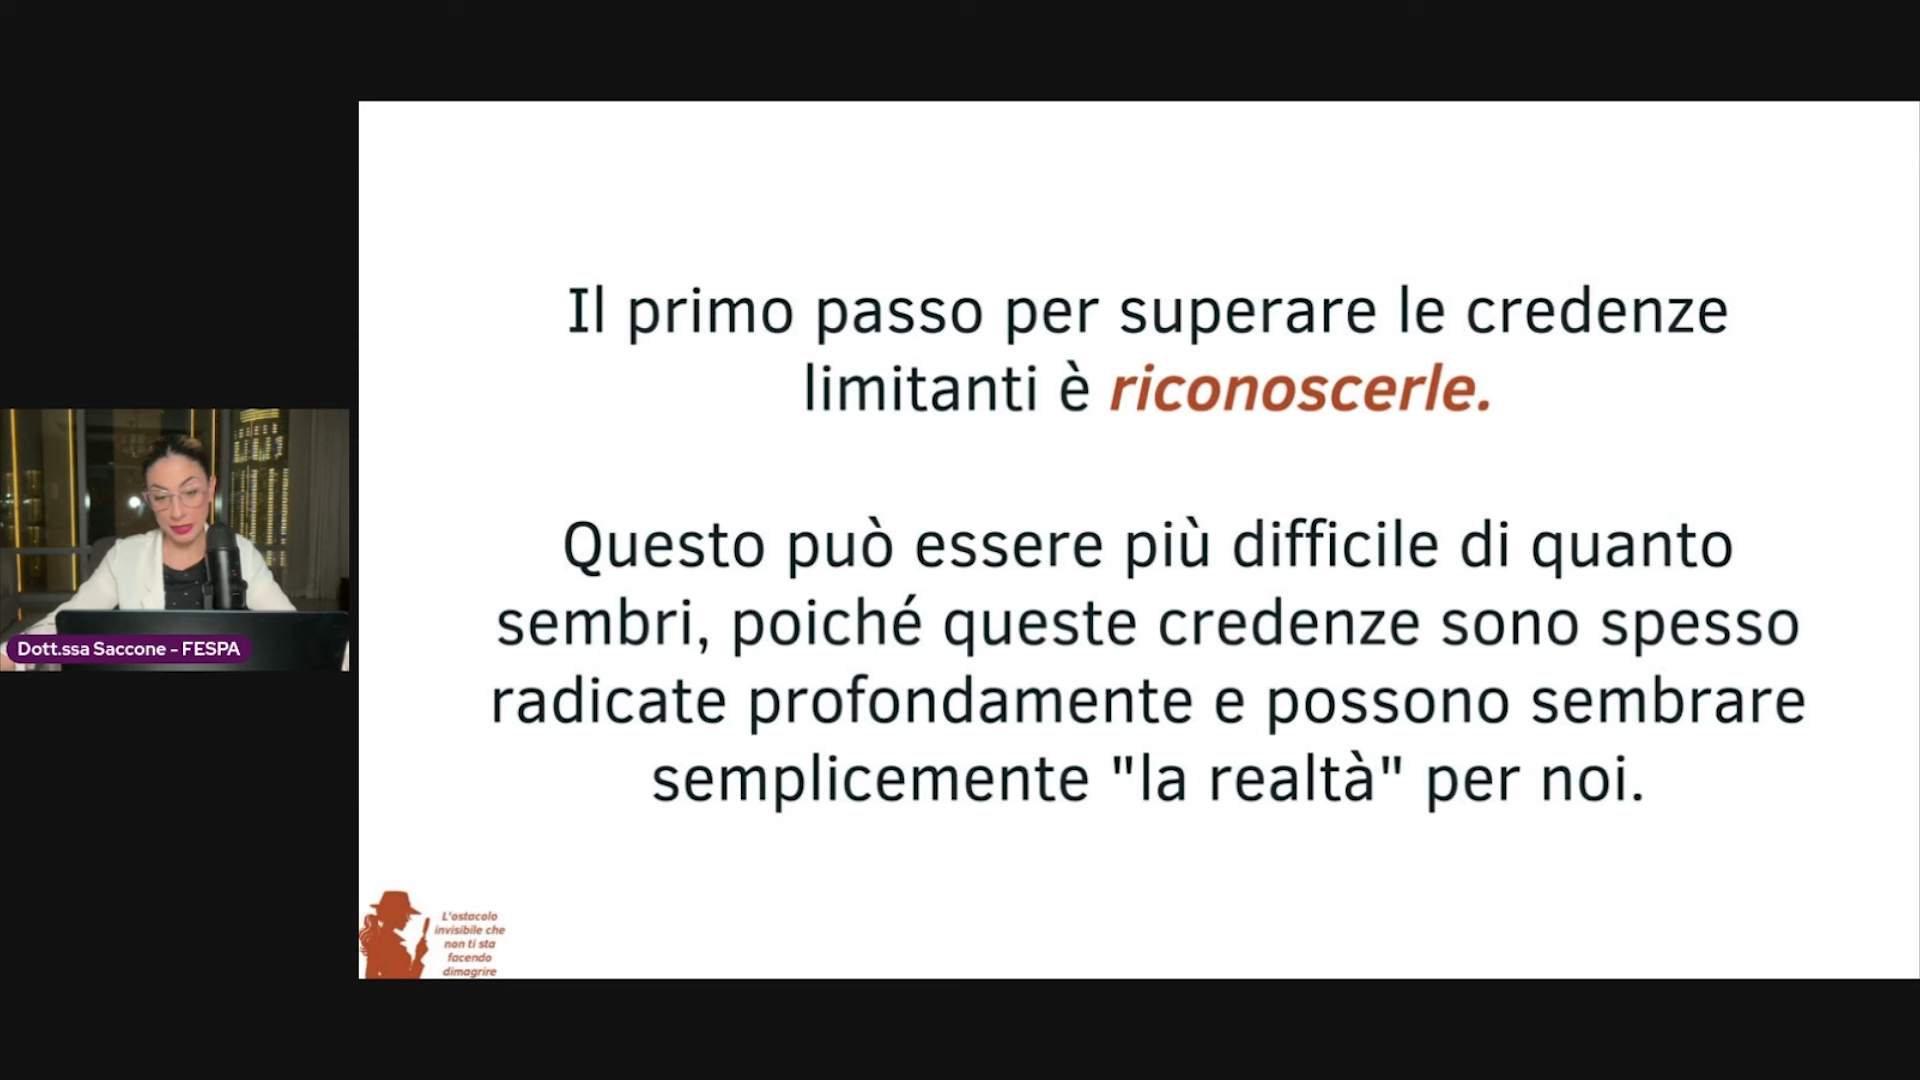 Il primo passo per superare le credenze
limitanti è riconoscerle.
Questo può essere più difficile di quanto
sembri, poiché queste credenze sono spesso
radicate profondamente e possono sembrare
semplicemente "la realtà" per noi.
Dott.ssa Saccone - FESPA
L'ostacolo
invisibile che
non ti sta
facendo
dimagrire